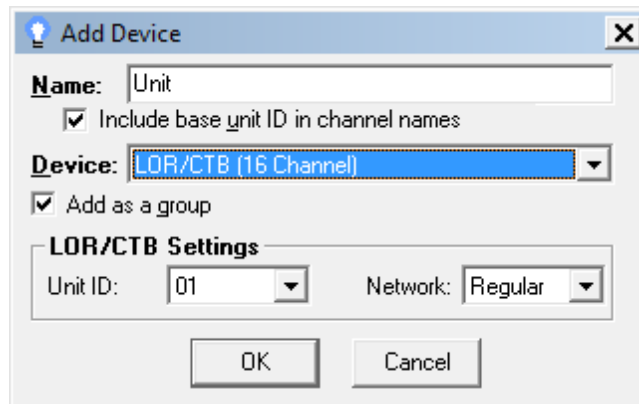 Add Device
Name: Unit
Include base unit ID in channel names
Device: LOR/CTB (16 Channel)
Add as a group
LOR/CTB Settings
Unit ID: 01 Network: Regular
OK Cancel